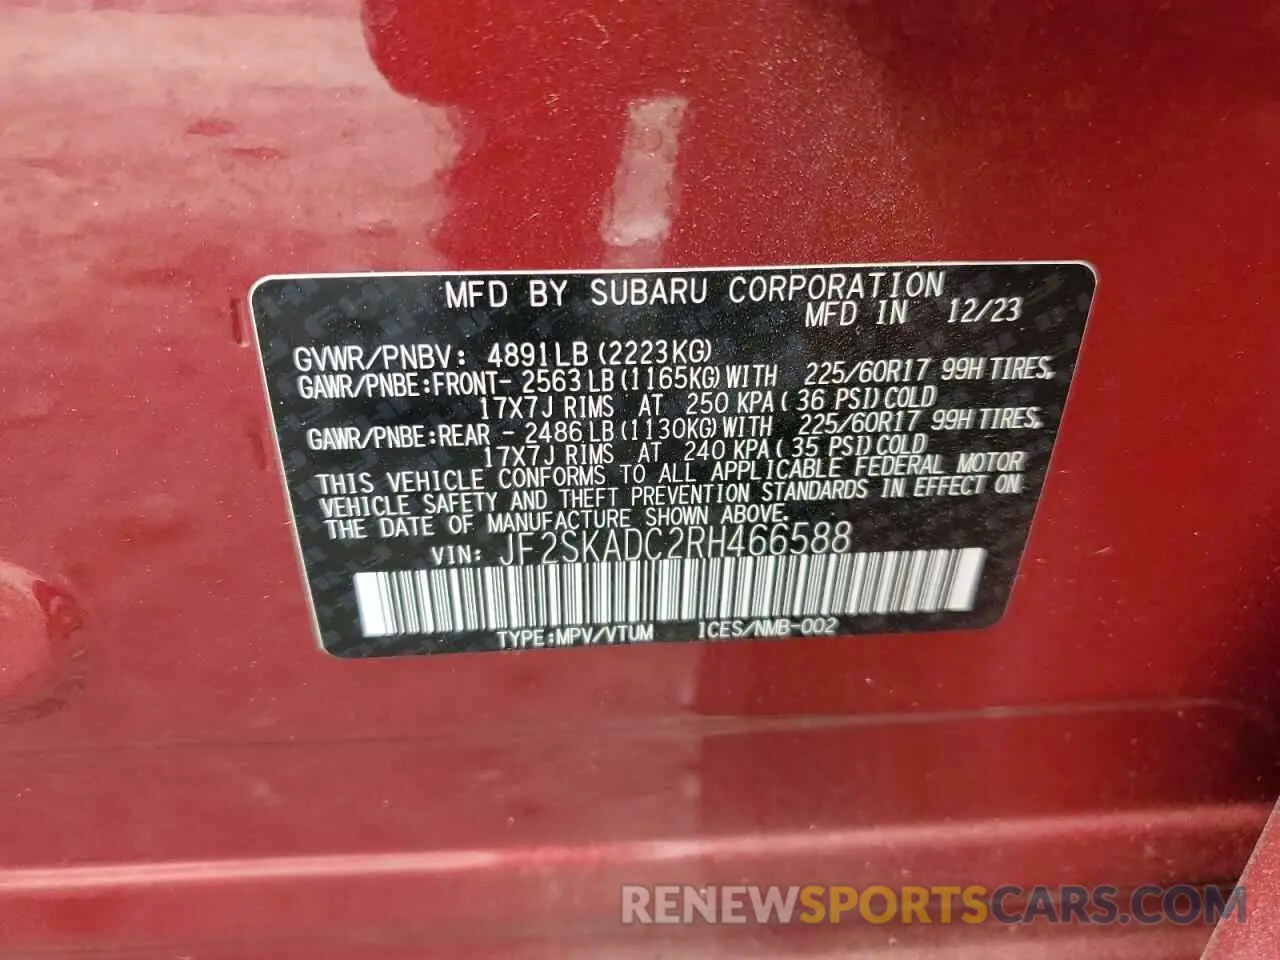 MFD BY SUBARU CORPORATION
MFD IN 12/23
GVWR/PNBV: 4891LB (2223KG)
GAWR/PNBE:FRONT- 2563LB(1165KG)WITH 225/60R17 99H TIRES,
17X7J RIMS AT 250 KPA( 36 PSI)COLD
GAWR/PNBE:REAR - 2486LB(1130KG)WITH 225/60R17 99H TIRES,
17X7J RIMS AT 240 KPA( 35 PSI)COLD
THIS VEHICLE CONFORMS TO ALL APPLICABLE FEDERAL MOTOR
VEHICLE SAFETY AND THEFT PREVENTION STANDARDS IN EFFECT ON
THE DATE OF MANUFACTURE SHOWN ABOVE.
VIN: JF2SKADC2RH466588
TYPE:MPV/VTUM ICES/NMB-002
RENEWSPORTSCARS.COM